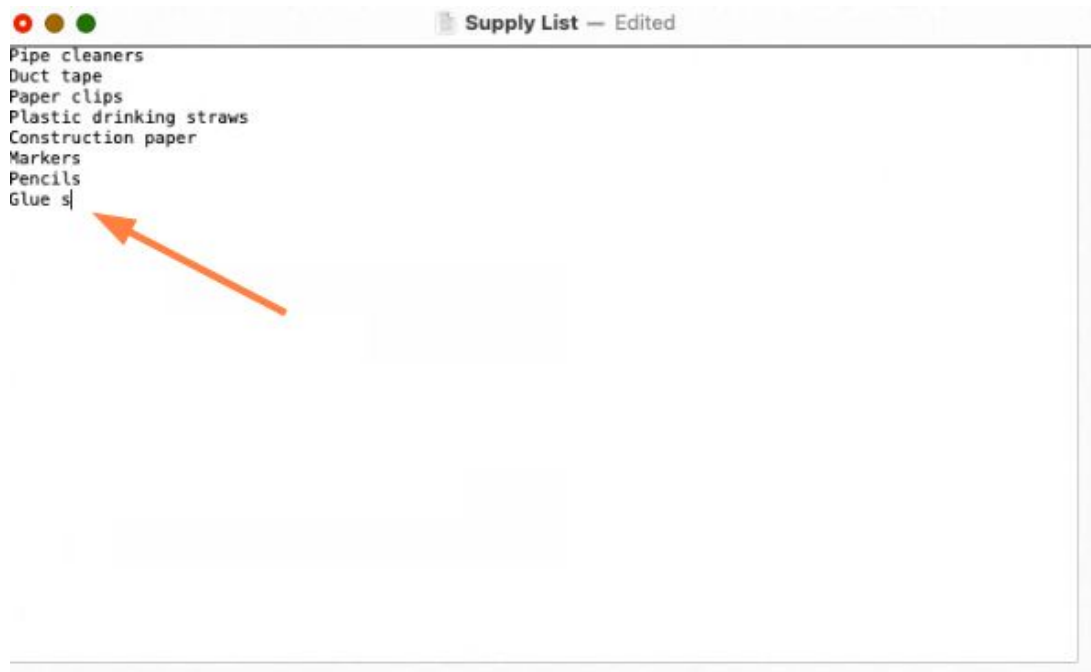 Supply List — Edited
Pipe cleaners
Duct tape
Paper clips
Plastic drinking straws
Construction paper
Markers
Pencils
Glue s